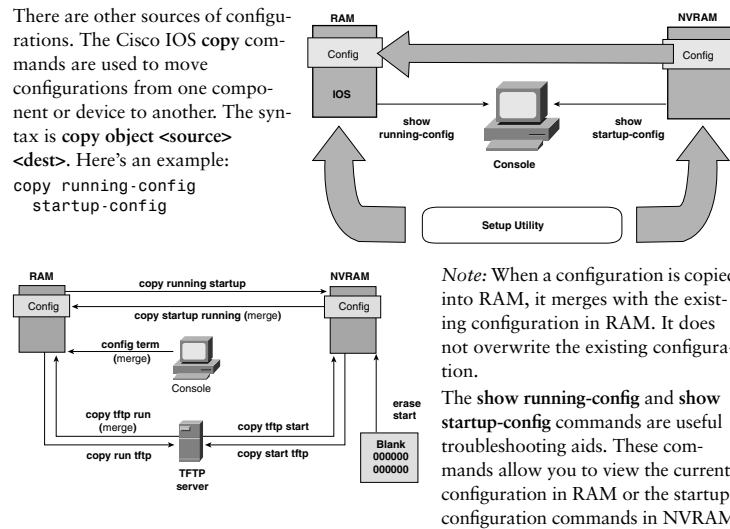 There are other sources of configu-
rations. The Cisco IOS copy com-
mands are used to move
configurations from one compo-
nent or device to another. The syn-
tax is copy object <source>
<dest>. Here's an example:
copy running-config
startup-config
RAM
NVRAM
Config
Config
IOS
show
running-config
show
startup-config
Console
Setup Utility
RAM
NVRAM
copy running startup
Config
Config
copy startup running (merge)
config term
(merge)
Console
copy tftp run
(merge)
copy tftp start
erase
start
copy run tftp
copy start tftp
TFTP
server
Blank
000000
000000
Note: When a configuration is copied
into RAM, it merges with the exist-
ing configuration in RAM. It does
not overwrite the existing configura-
tion.
The show running-config and show
startup-config commands are useful
troubleshooting aids. These com-
mands allow you to view the current
configuration in RAM or the startup
configuration commands in NVRAM